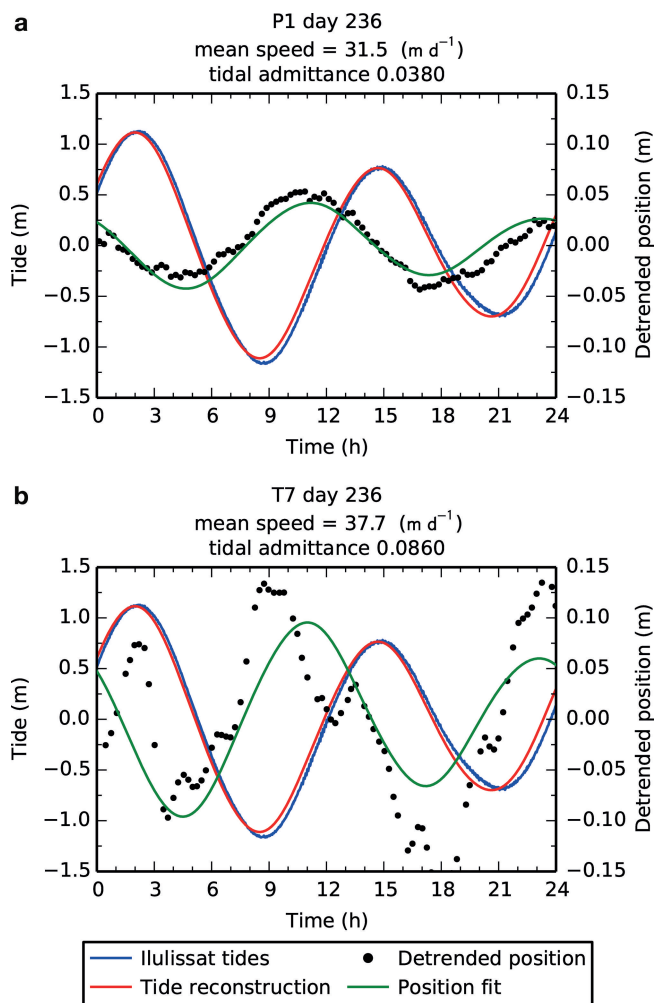 a
P1 day 236
mean speed = 31.5 (m d⁻¹)
tidal admittance 0.0380
1.5
1.0
0.5
0.0
−0.5
−1.0
−1.5
Tide (m)
0.15
0.10
0.05
0.00
−0.05
−0.10
−0.15
Detrended position (m)
0 3 6 9 12 15 18 21 24
Time (h)
b
T7 day 236
mean speed = 37.7 (m d⁻¹)
tidal admittance 0.0860
1.5
1.0
0.5
0.0
−0.5
−1.0
−1.5
Tide (m)
0.15
0.10
0.05
0.00
−0.05
−0.10
−0.15
Detrended position (m)
0 3 6 9 12 15 18 21 24
Time (h)
Ilulissat tides
Detrended position
Tide reconstruction
Position fit